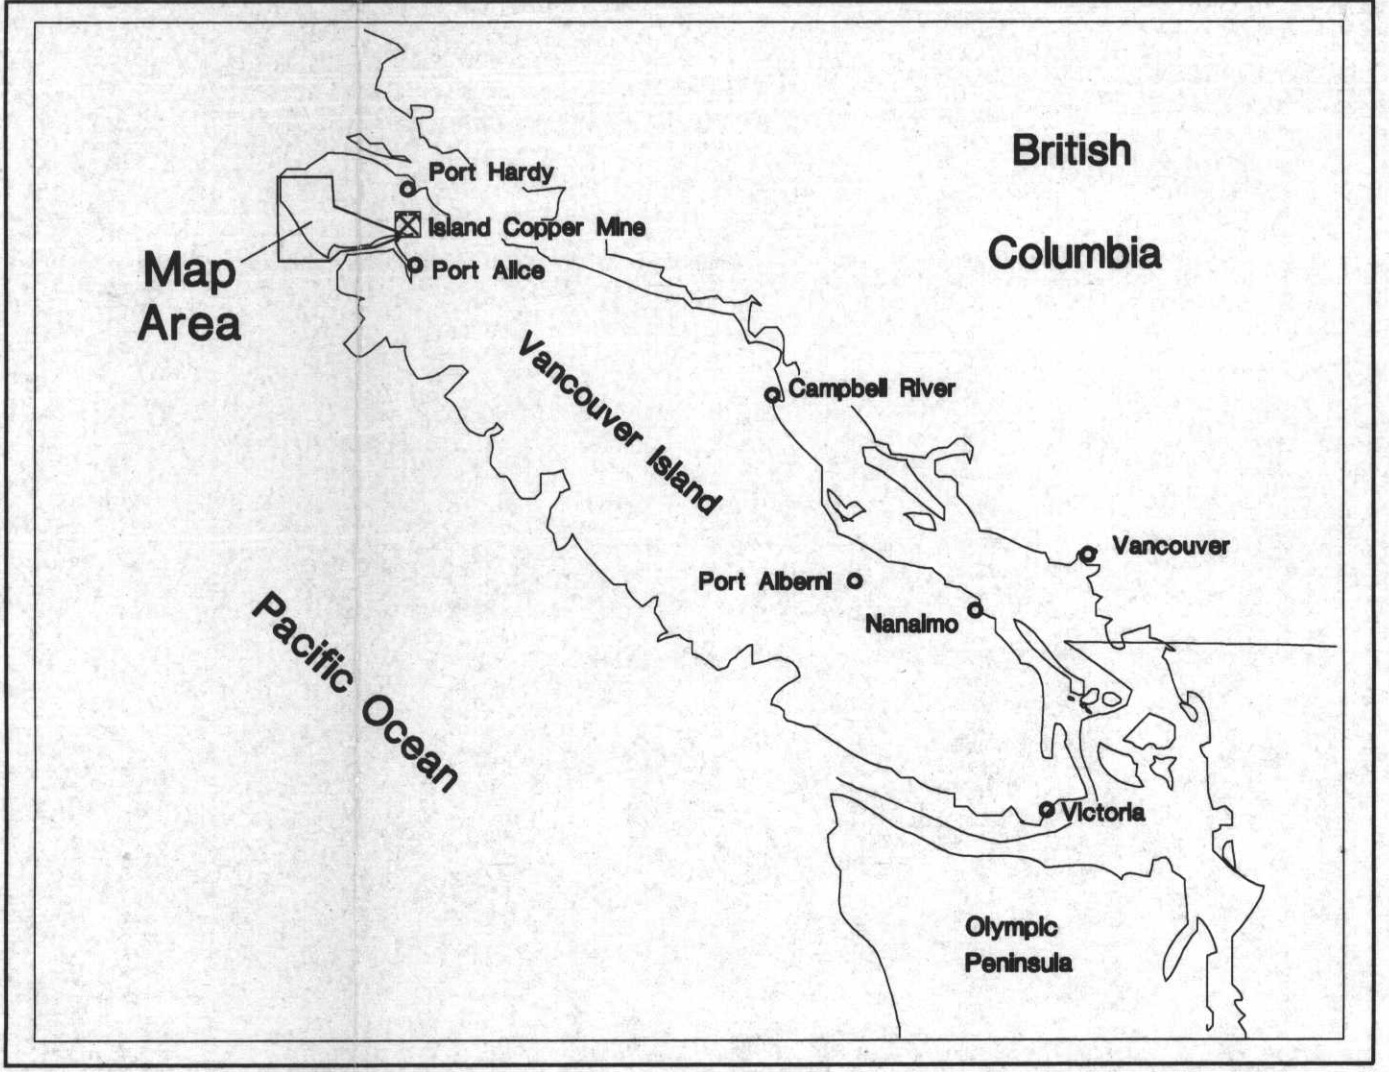 British
Columbia
Port Hardy
Island Copper Mine
Port Alice
Map
Area
Vancouver Island
Campbell River
Vancouver
Port Alberni
Nanaimo
Pacific Ocean
Victoria
Olympic
Peninsula